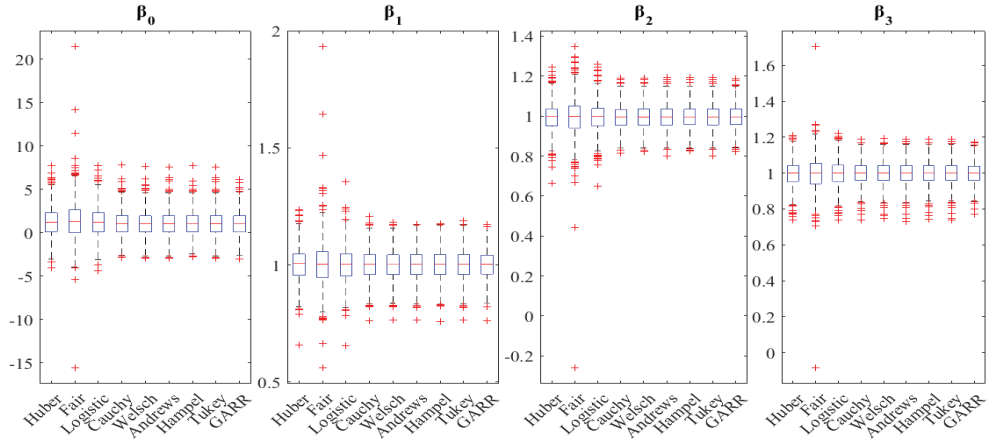 β0
20
15
10
5
0
-5
-10
-15
Huber
Fair
Logistic
Cauchy
Welsch
Andrews
Hampel
Tukey
GARR
β1
2
1.5
1
0.5
Huber
Fair
Logistic
Cauchy
Welsch
Andrews
Hampel
Tukey
GARR
β2
1.4
1.2
1
0.8
0.6
0.4
0.2
0
-0.2
Huber
Fair
Logistic
Cauchy
Welsch
Andrews
Hampel
Tukey
GARR
β3
1.6
1.4
1.2
1
0.8
0.6
0.4
0.2
0
Huber
Fair
Logistic
Cauchy
Welsch
Andrews
Hampel
Tukey
GARR